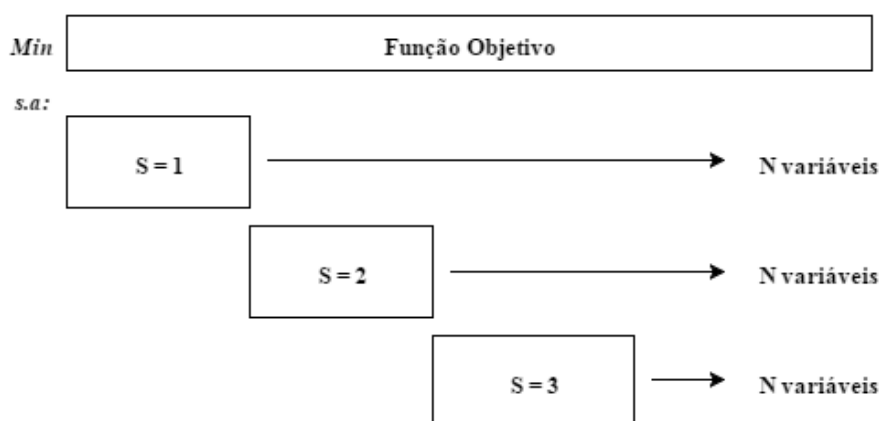 Min Função Objetivo
s.a:
S = 1 N variáveis
S = 2 N variáveis
S = 3 N variáveis